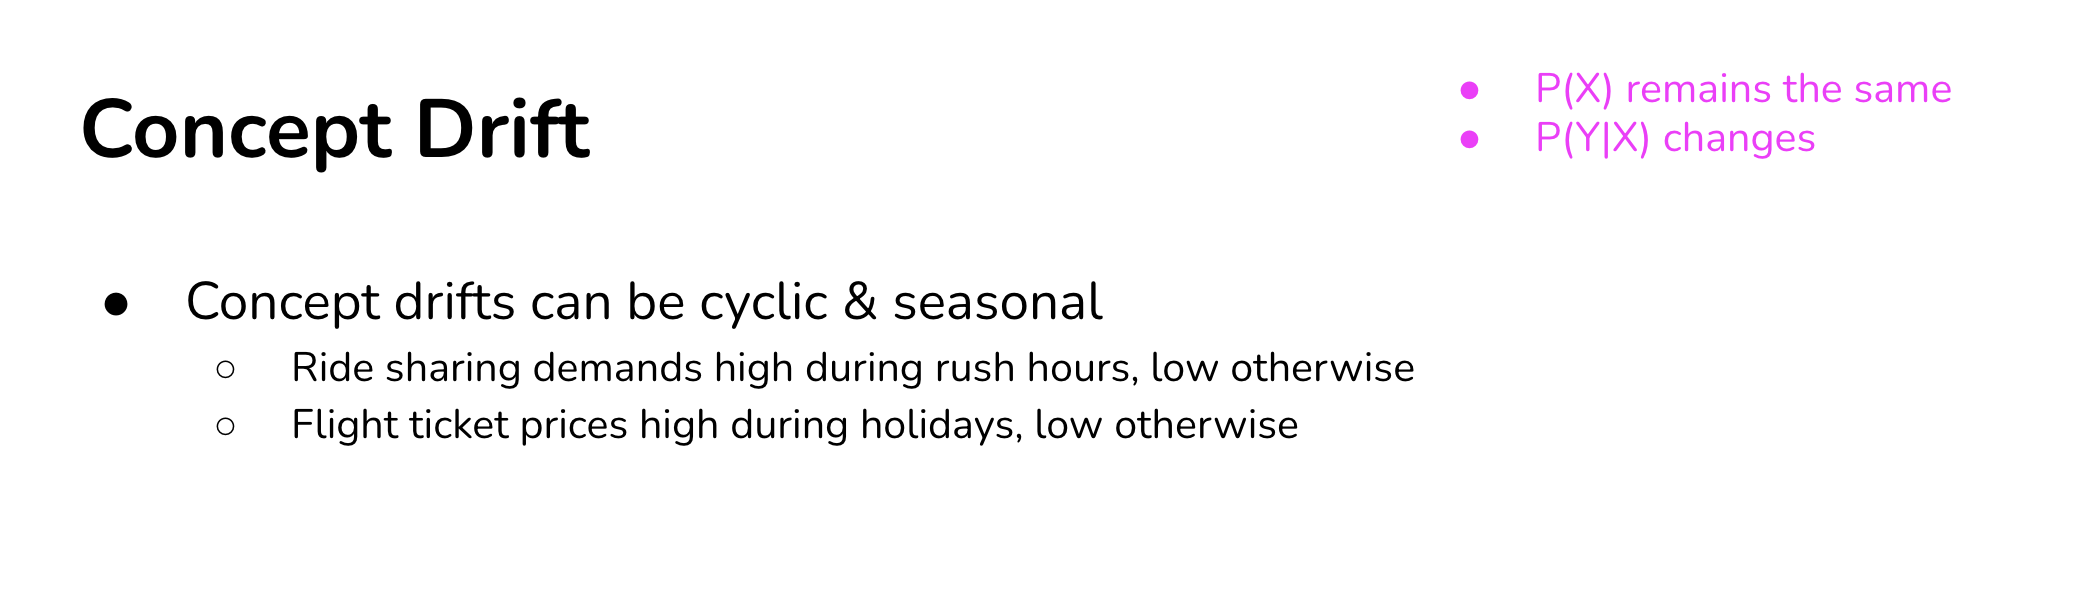 Concept Drift
● P(X) remains the same
● P(Y|X) changes
● Concept drifts can be cyclic & seasonal
○ Ride sharing demands high during rush hours, low otherwise
○ Flight ticket prices high during holidays, low otherwise